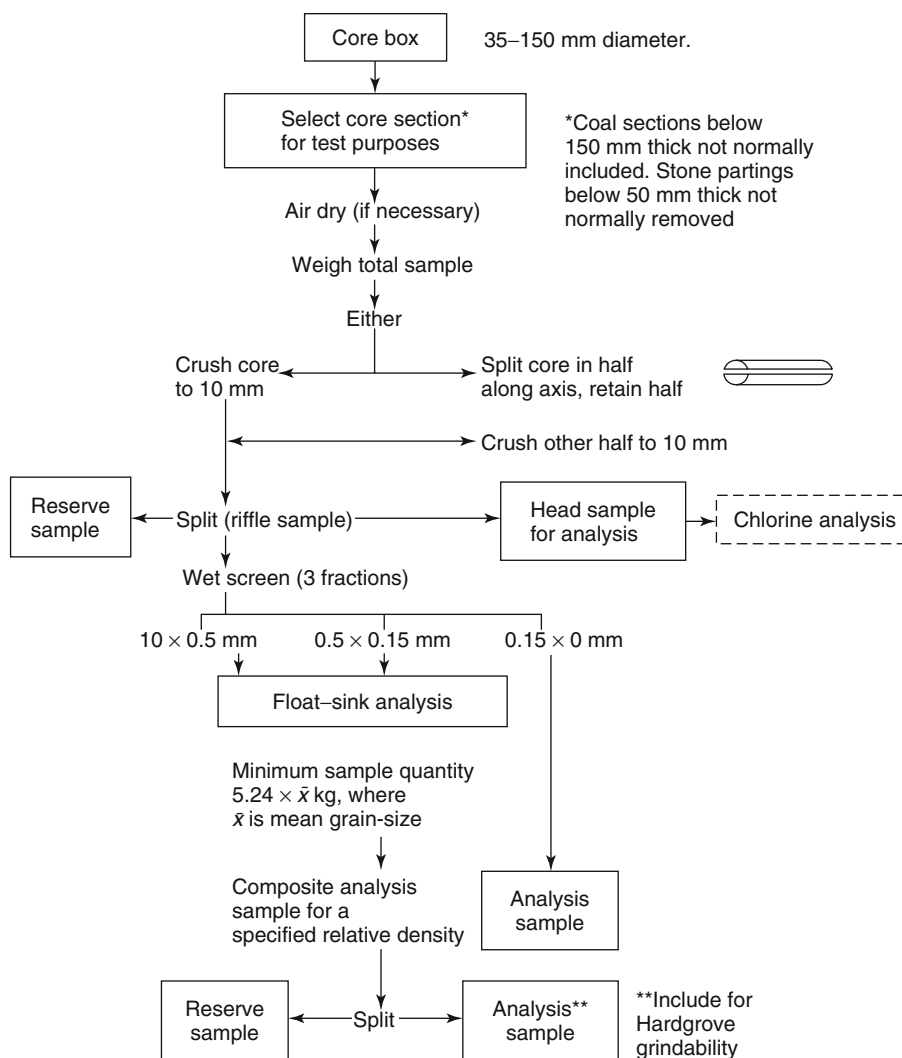 Core box
35–150 mm diameter.
Select core section*
for test purposes
*Coal sections below
150 mm thick not normally
included. Stone partings
below 50 mm thick not
normally removed
Air dry (if necessary)
Weigh total sample
Either
Crush core
to 10 mm
Split core in half
along axis, retain half
Crush other half to 10 mm
Reserve
sample
Split (riffle sample)
Head sample
for analysis
Chlorine analysis
Wet screen (3 fractions)
10 × 0.5 mm
0.5 × 0.15 mm
0.15 × 0 mm
Float–sink analysis
Minimum sample quantity
5.24 × x̄ kg, where
x̄ is mean grain-size
Composite analysis
sample for a
specified relative density
Analysis
sample
Reserve
sample
Split
Analysis**
sample
**Include for
Hardgrove
grindability